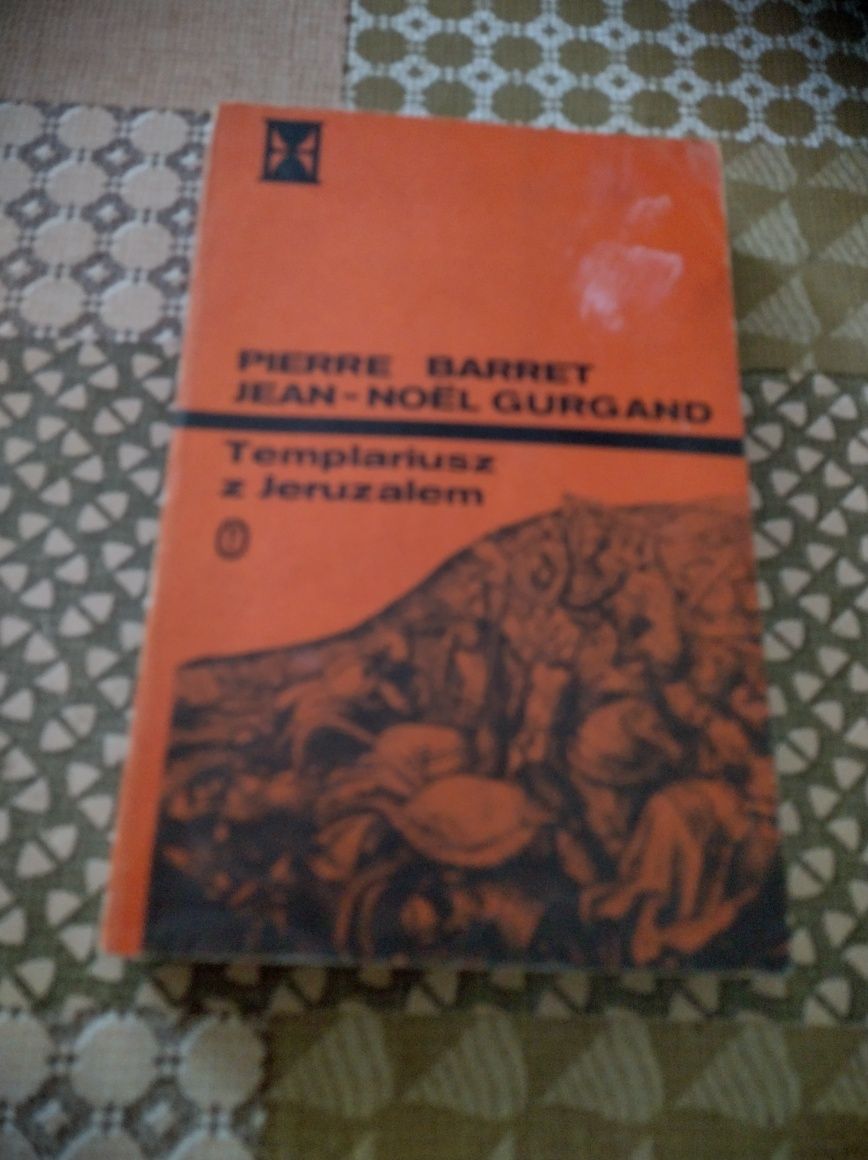 PIERRE BARRET
JEAN-NOËL GURGAND
Templariusz
z Jeruzalem